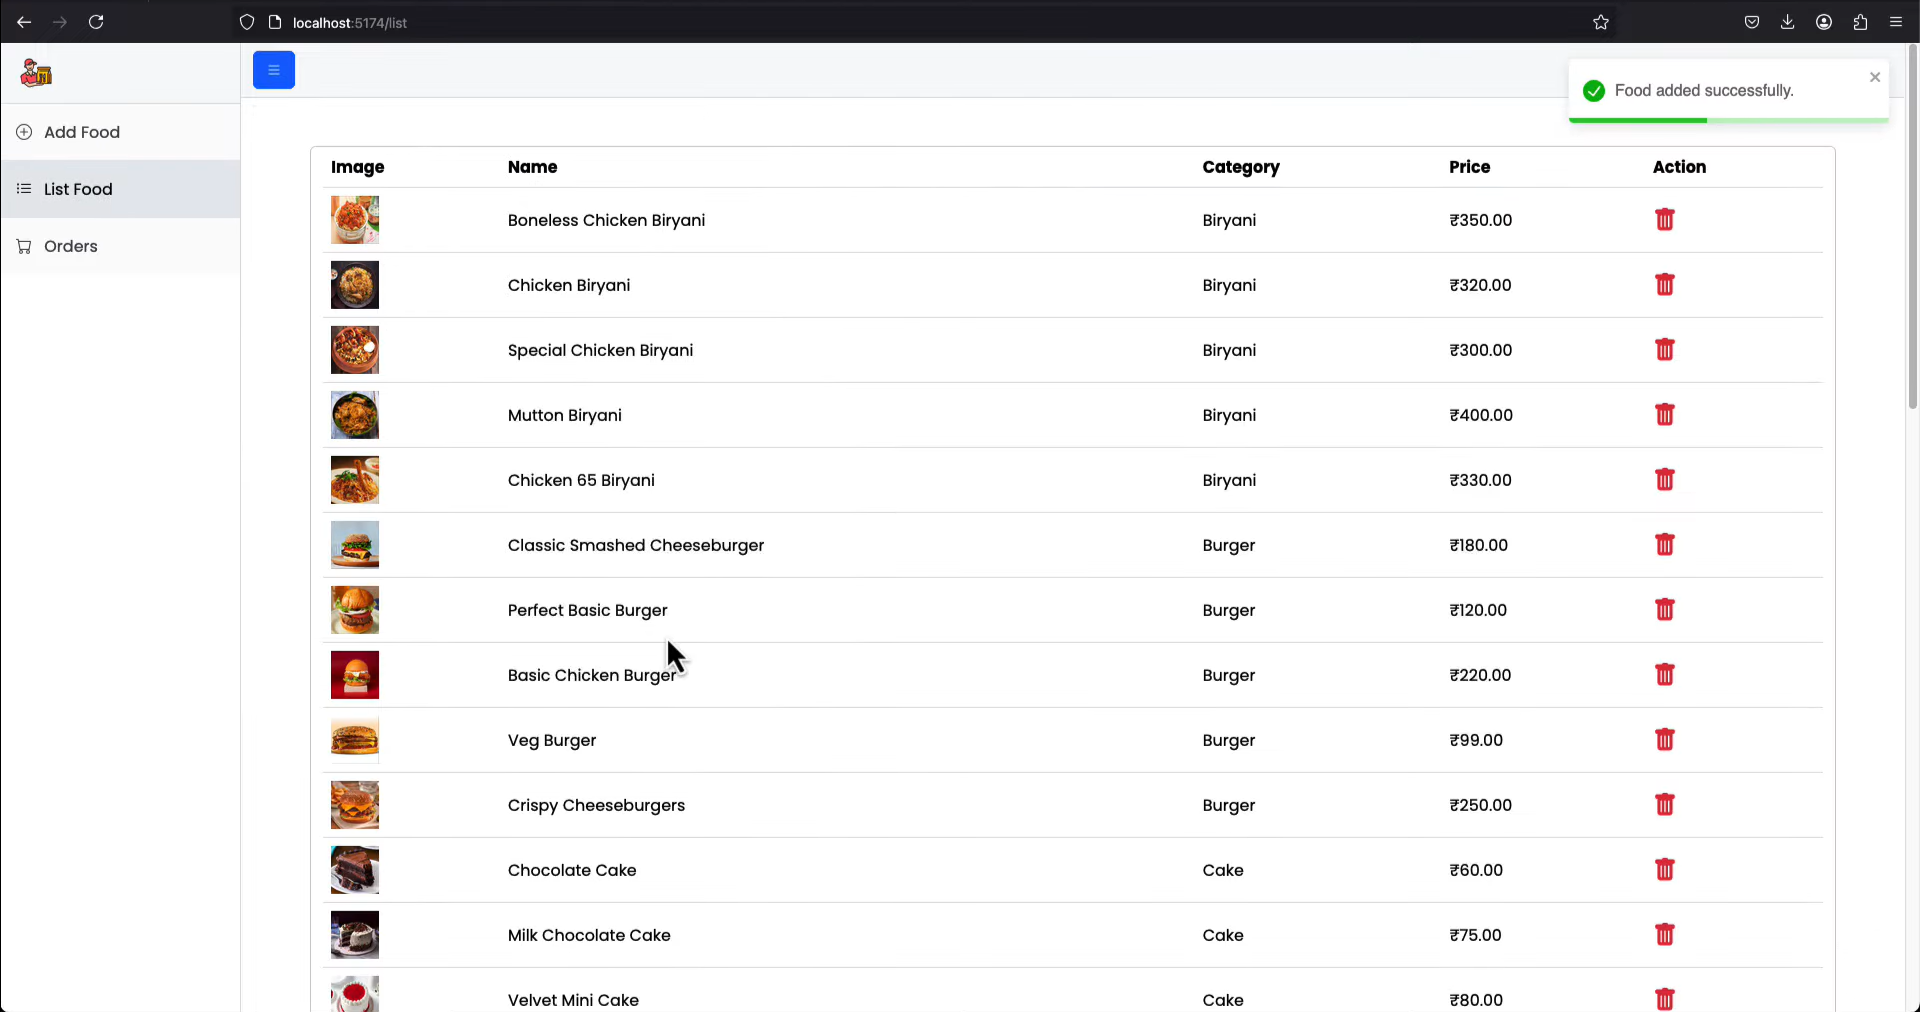 localhost:5174/list
Food added successfully.
Add Food
List Food
Orders
Image Name Category Price Action
Boneless Chicken Biryani Biryani ₹350.00
Chicken Biryani Biryani ₹320.00
Special Chicken Biryani Biryani ₹300.00
Mutton Biryani Biryani ₹400.00
Chicken 65 Biryani Biryani ₹330.00
Classic Smashed Cheeseburger Burger ₹180.00
Perfect Basic Burger Burger ₹120.00
Basic Chicken Burger Burger ₹220.00
Veg Burger Burger ₹99.00
Crispy Cheeseburgers Burger ₹250.00
Chocolate Cake Cake ₹60.00
Milk Chocolate Cake Cake ₹75.00
Velvet Mini Cake Cake ₹80.00